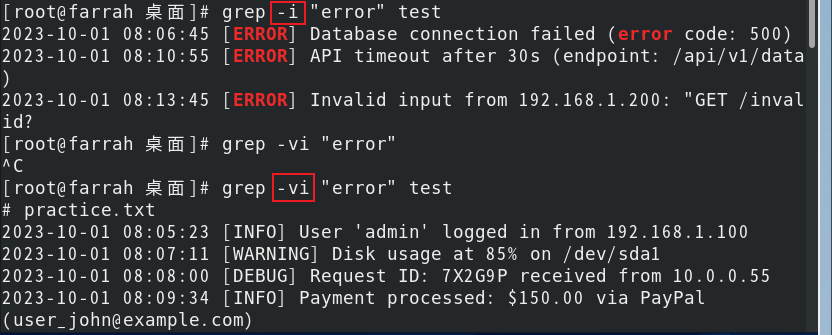 [root@farrah 桌面]# grep -i "error" test
2023-10-01 08:06:45 [ERROR] Database connection failed (error code: 500)
2023-10-01 08:10:55 [ERROR] API timeout after 30s (endpoint: /api/v1/data
)
2023-10-01 08:13:45 [ERROR] Invalid input from 192.168.1.200: "GET /inval
id?
[root@farrah 桌面]# grep -vi "error"
^C
[root@farrah 桌面]# grep -vi "error" test
# practice.txt
2023-10-01 08:05:23 [INFO] User 'admin' logged in from 192.168.1.100
2023-10-01 08:07:11 [WARNING] Disk usage at 85% on /dev/sda1
2023-10-01 08:08:00 [DEBUG] Request ID: 7X2G9P received from 10.0.0.55
2023-10-01 08:09:34 [INFO] Payment processed: $150.00 via PayPal
(user_john@example.com)